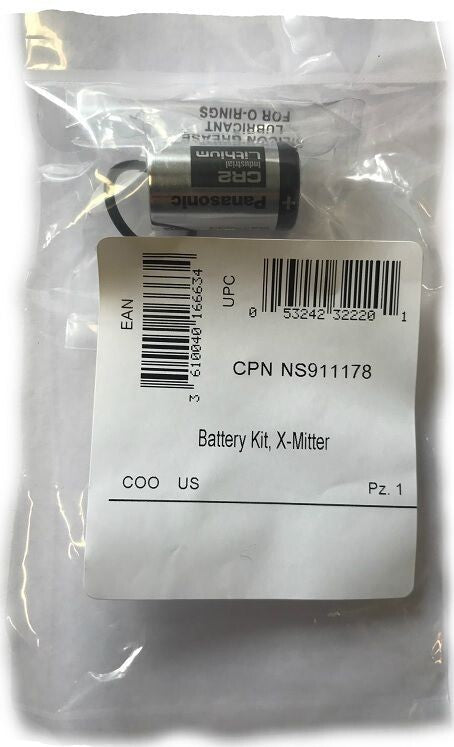 SILICON GREASE
LUBRICANT
FOR O-RINGS
Panasonic
CR2
Industrial
Lithium
+
EAN
3 610040 166634
UPC
0 53242 32220 1
CPN NS911178
Battery Kit, X-Mitter
COO US
Pz. 1